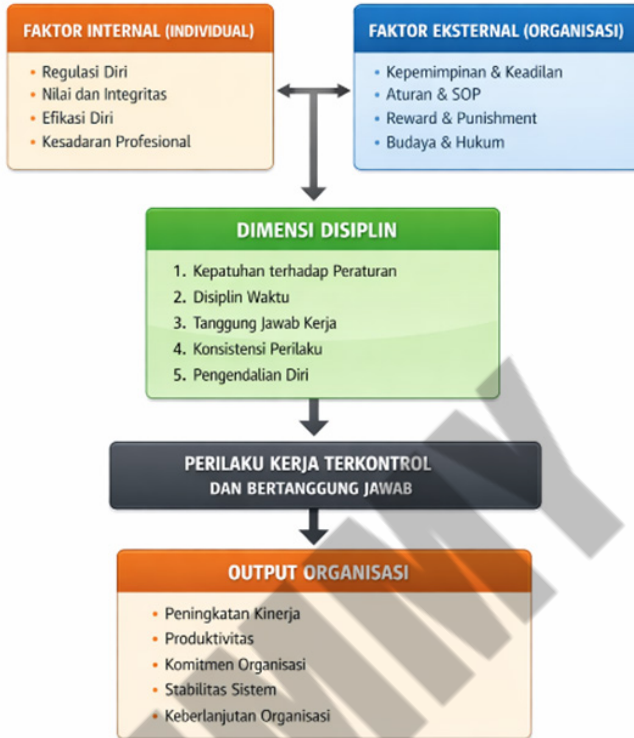 FAKTOR INTERNAL (INDIVIDUAL)
• Regulasi Diri
• Nilai dan Integritas
• Efikasi Diri
• Kesadaran Profesional
FAKTOR EKSTERNAL (ORGANISASI)
• Kepemimpinan & Keadilan
• Aturan & SOP
• Reward & Punishment
• Budaya & Hukum
DIMENSI DISIPLIN
1. Kepatuhan terhadap Peraturan
2. Disiplin Waktu
3. Tanggung Jawab Kerja
4. Konsistensi Perilaku
5. Pengendalian Diri
PERILAKU KERJA TERKONTROL
DAN BERTANGGUNG JAWAB
OUTPUT ORGANISASI
• Peningkatan Kinerja
• Produktivitas
• Komitmen Organisasi
• Stabilitas Sistem
• Keberlanjutan Organisasi